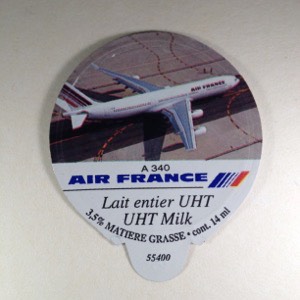 AIR FRANCE
A 340
AIR FRANCE
Lait entier UHT
UHT Milk
3,5% MATIERE GRASSE • cont. 14 ml
55400